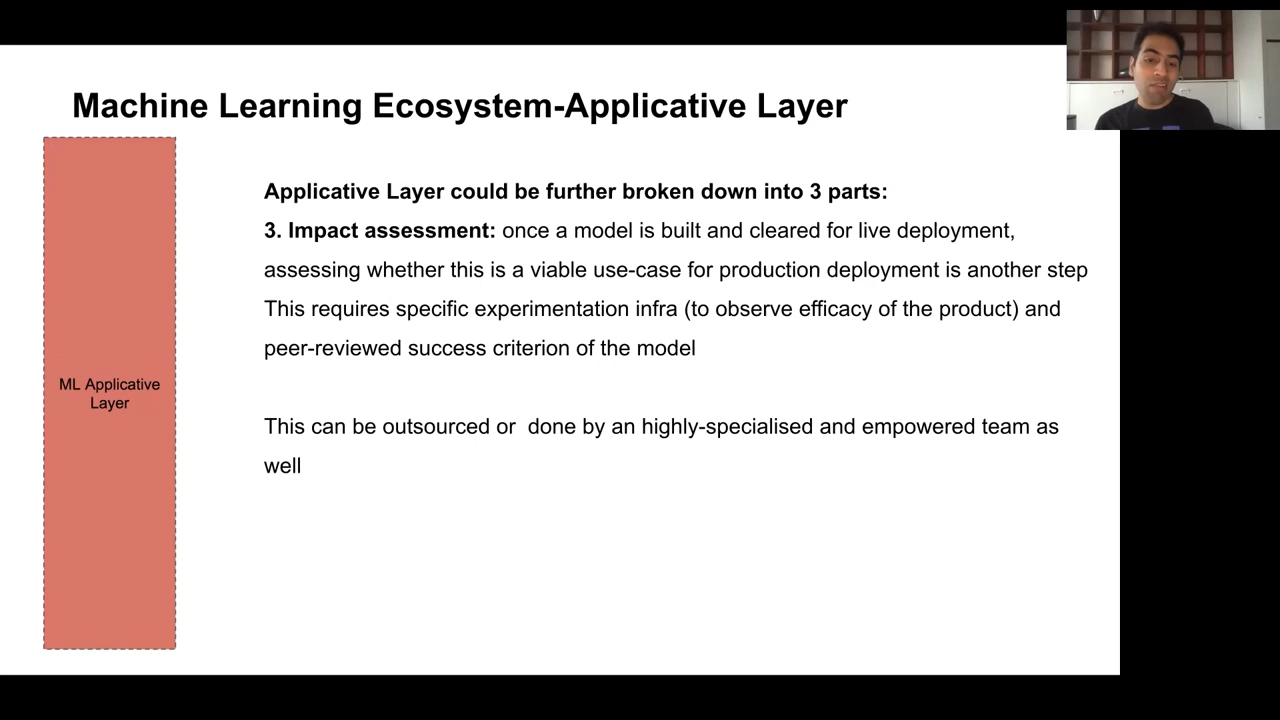 Machine Learning Ecosystem-Applicative Layer
Applicative Layer could be further broken down into 3 parts:
3. Impact assessment: once a model is built and cleared for live deployment,
assessing whether this is a viable use-case for production deployment is another step
This requires specific experimentation infra (to observe efficacy of the product) and
peer-reviewed success criterion of the model
ML Applicative
Layer
This can be outsourced or  done by an highly-specialised and empowered team as
well